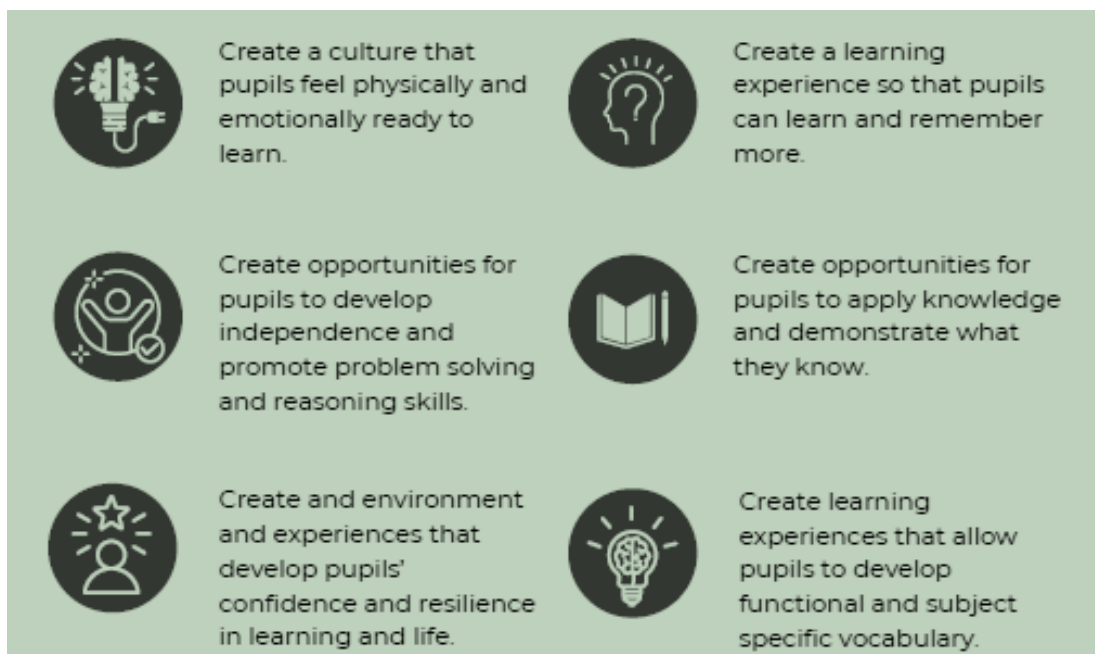 Create a culture that
pupils feel physically and
emotionally ready to
learn.
Create a learning
experience so that pupils
can learn and remember
more.
Create opportunities for
pupils to develop
independence and
promote problem solving
and reasoning skills.
Create opportunities for
pupils to apply knowledge
and demonstrate what
they know.
Create and environment
and experiences that
develop pupils’
confidence and resilience
in learning and life.
Create learning
experiences that allow
pupils to develop
functional and subject
specific vocabulary.